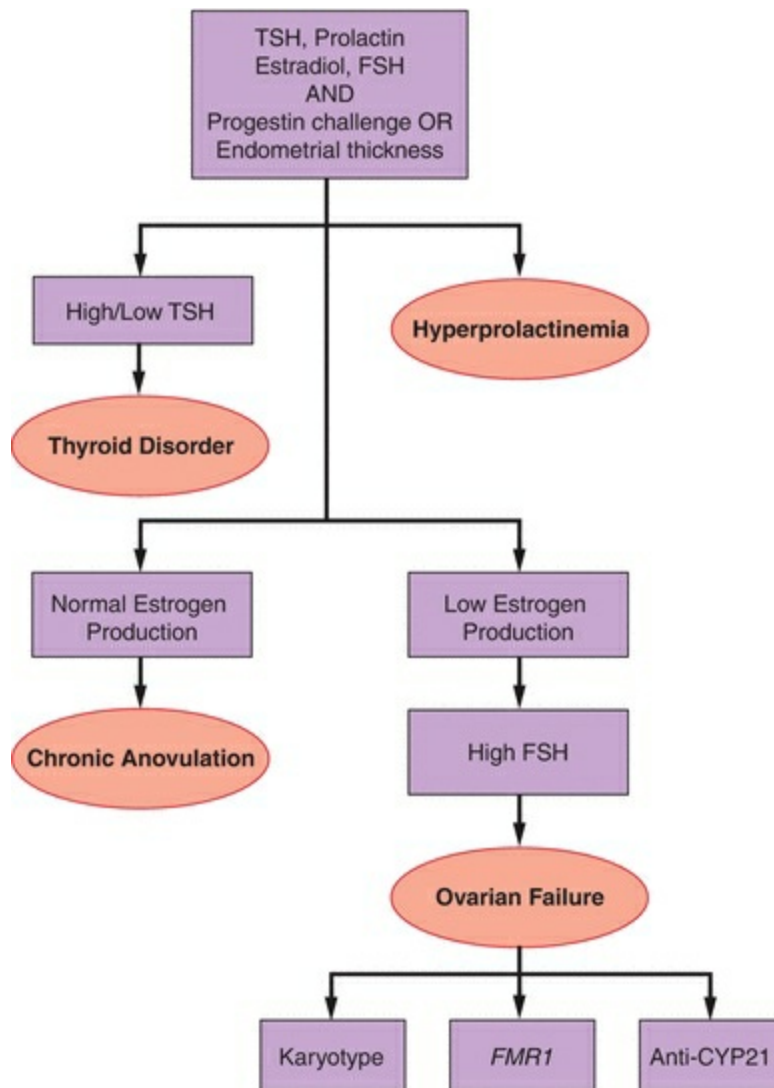 TSH, Prolactin
Estradiol, FSH
AND
Progestin challenge OR
Endometrial thickness
High/Low TSH
Hyperprolactinemia
Thyroid Disorder
Normal Estrogen
Production
Low Estrogen
Production
Chronic Anovulation
High FSH
Ovarian Failure
Karyotype
FMR1
Anti-CYP21